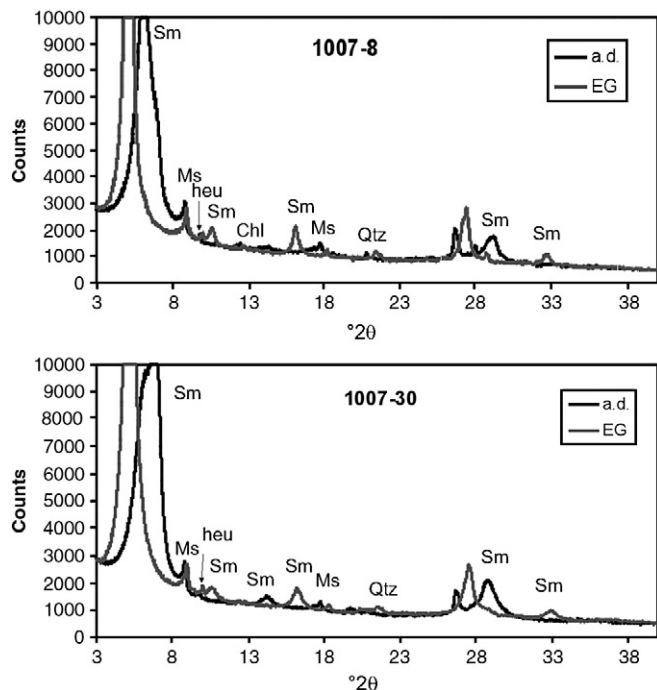 10000
9000
8000
7000
6000
5000
4000
3000
2000
1000
0
Counts
Sm
1007-8
a.d.
EG
Ms
heu
Sm
Chl
Sm
Ms
Qtz
Sm
Sm
3 8 13 18 23 28 33 38
°2θ
10000
9000
8000
7000
6000
5000
4000
3000
2000
1000
0
Counts
Sm
1007-30
a.d.
EG
Ms
heu
Sm
Sm
Sm
Ms
Qtz
Sm
Sm
3 8 13 18 23 28 33 38
°2θ